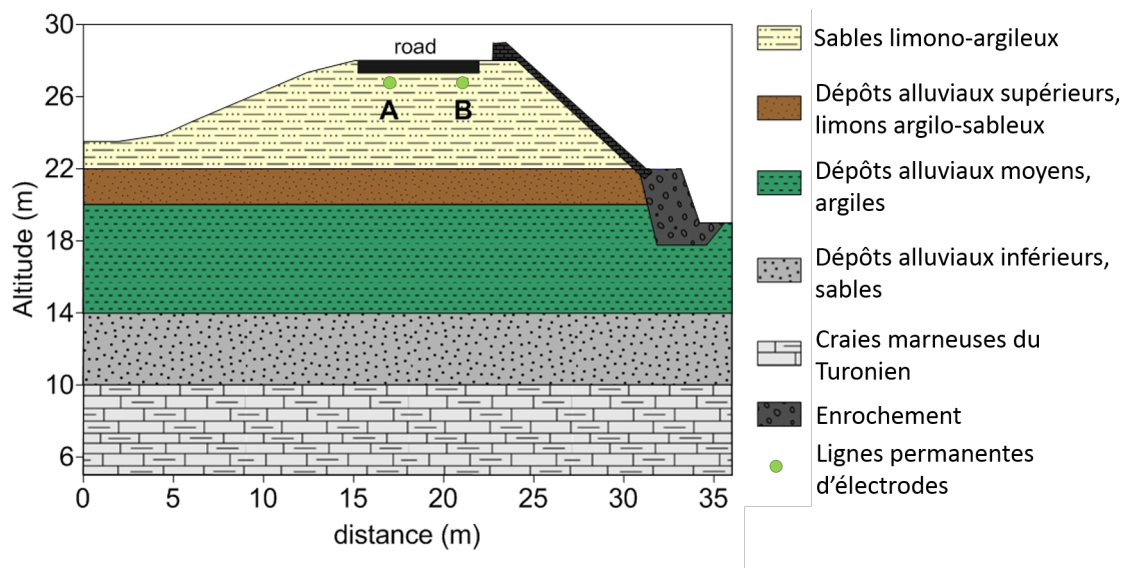 30
26
22
18
14
10
6
Altitude (m)
road
A B
0 5 10 15 20 25 30 35
distance (m)
Sables limono-argileux
Dépôts alluviaux supérieurs,
limons argilo-sableux
Dépôts alluviaux moyens,
argiles
Dépôts alluviaux inférieurs,
sables
Craies marneuses du
Turonien
Enrochement
Lignes permanentes
d’électrodes